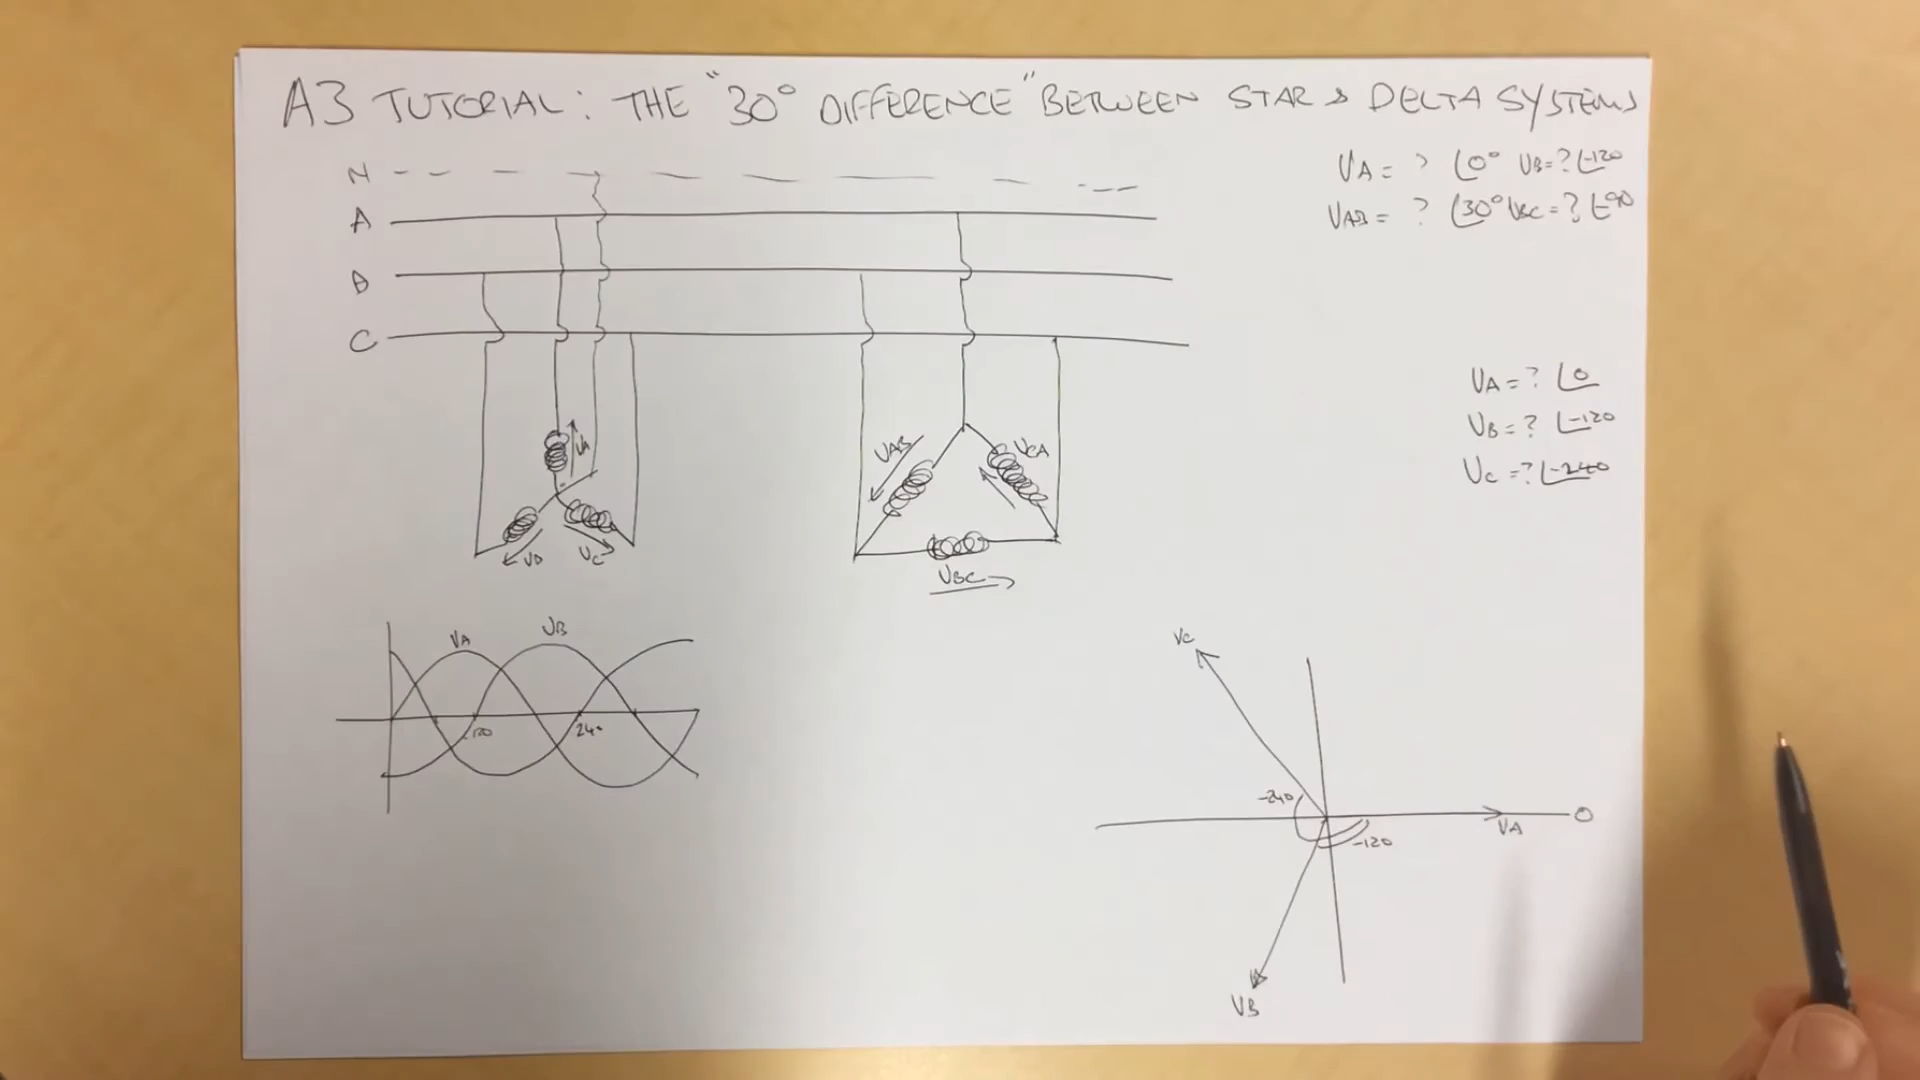 A3 TUTORIAL: THE "30° DIFFERENCE" BETWEEN STAR & DELTA SYSTEMS
VA = ? ∠0° VB=? ∠-120
VAB = ? ∠30° VBC=? ∠-90
N
A
B
C
VA = ? ∠0
VB = ? ∠-120
VC =? ∠-240
VA
VB
VC
VAB
VCA
VBC
VA
VB
120
240
VC
-240
VA
0
-120
VB